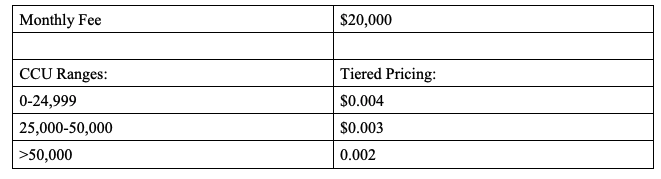 Monthly Fee $20,000
CCU Ranges: Tiered Pricing:
0-24,999 $0.004
25,000-50,000 $0.003
>50,000 0.002